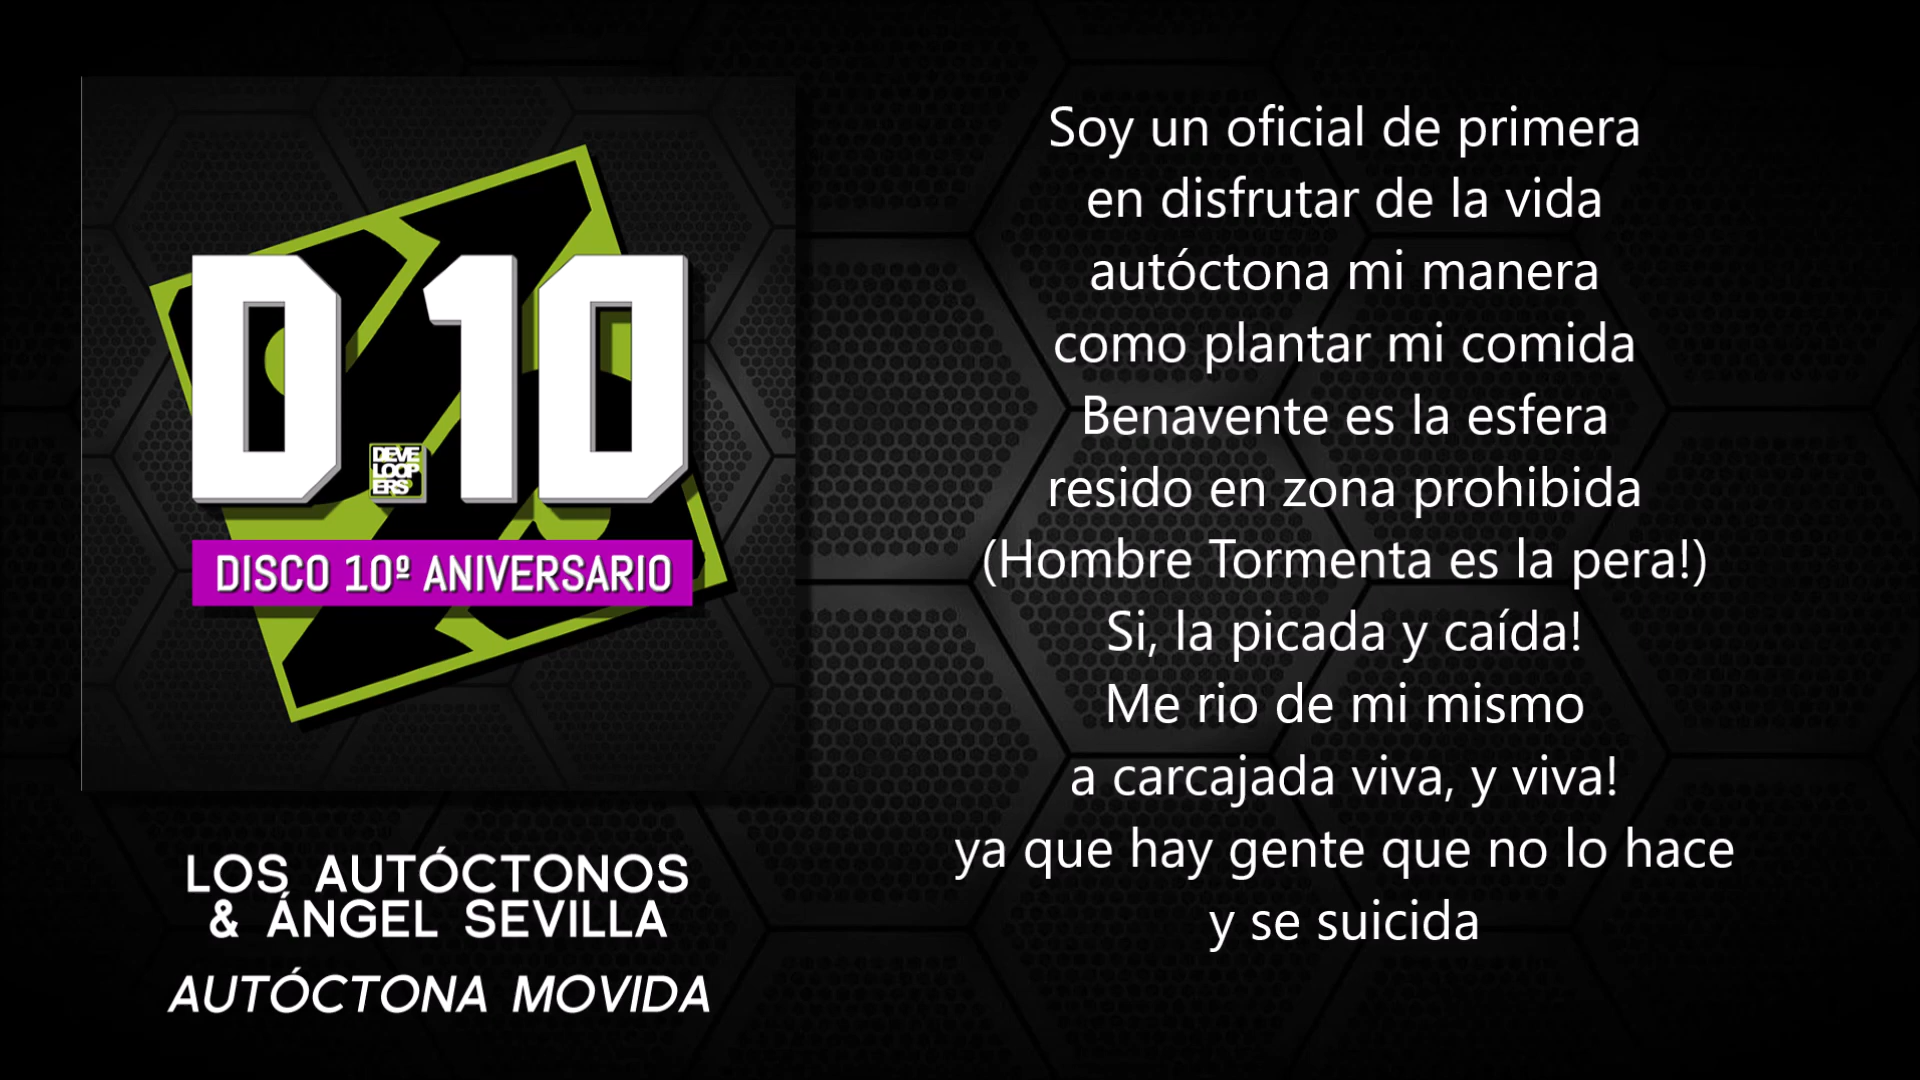 D.10
DEVE
LOOP
ERS
DISCO 10º ANIVERSARIO
LOS AUTÓCTONOS
& ÁNGEL SEVILLA
AUTÓCTONA MOVIDA
Soy un oficial de primera
en disfrutar de la vida
autóctona mi manera
como plantar mi comida
Benavente es la esfera
resido en zona prohibida
(Hombre Tormenta es la pera!)
Si, la picada y caída!
Me rio de mi mismo
a carcajada viva, y viva!
ya que hay gente que no lo hace
y se suicida